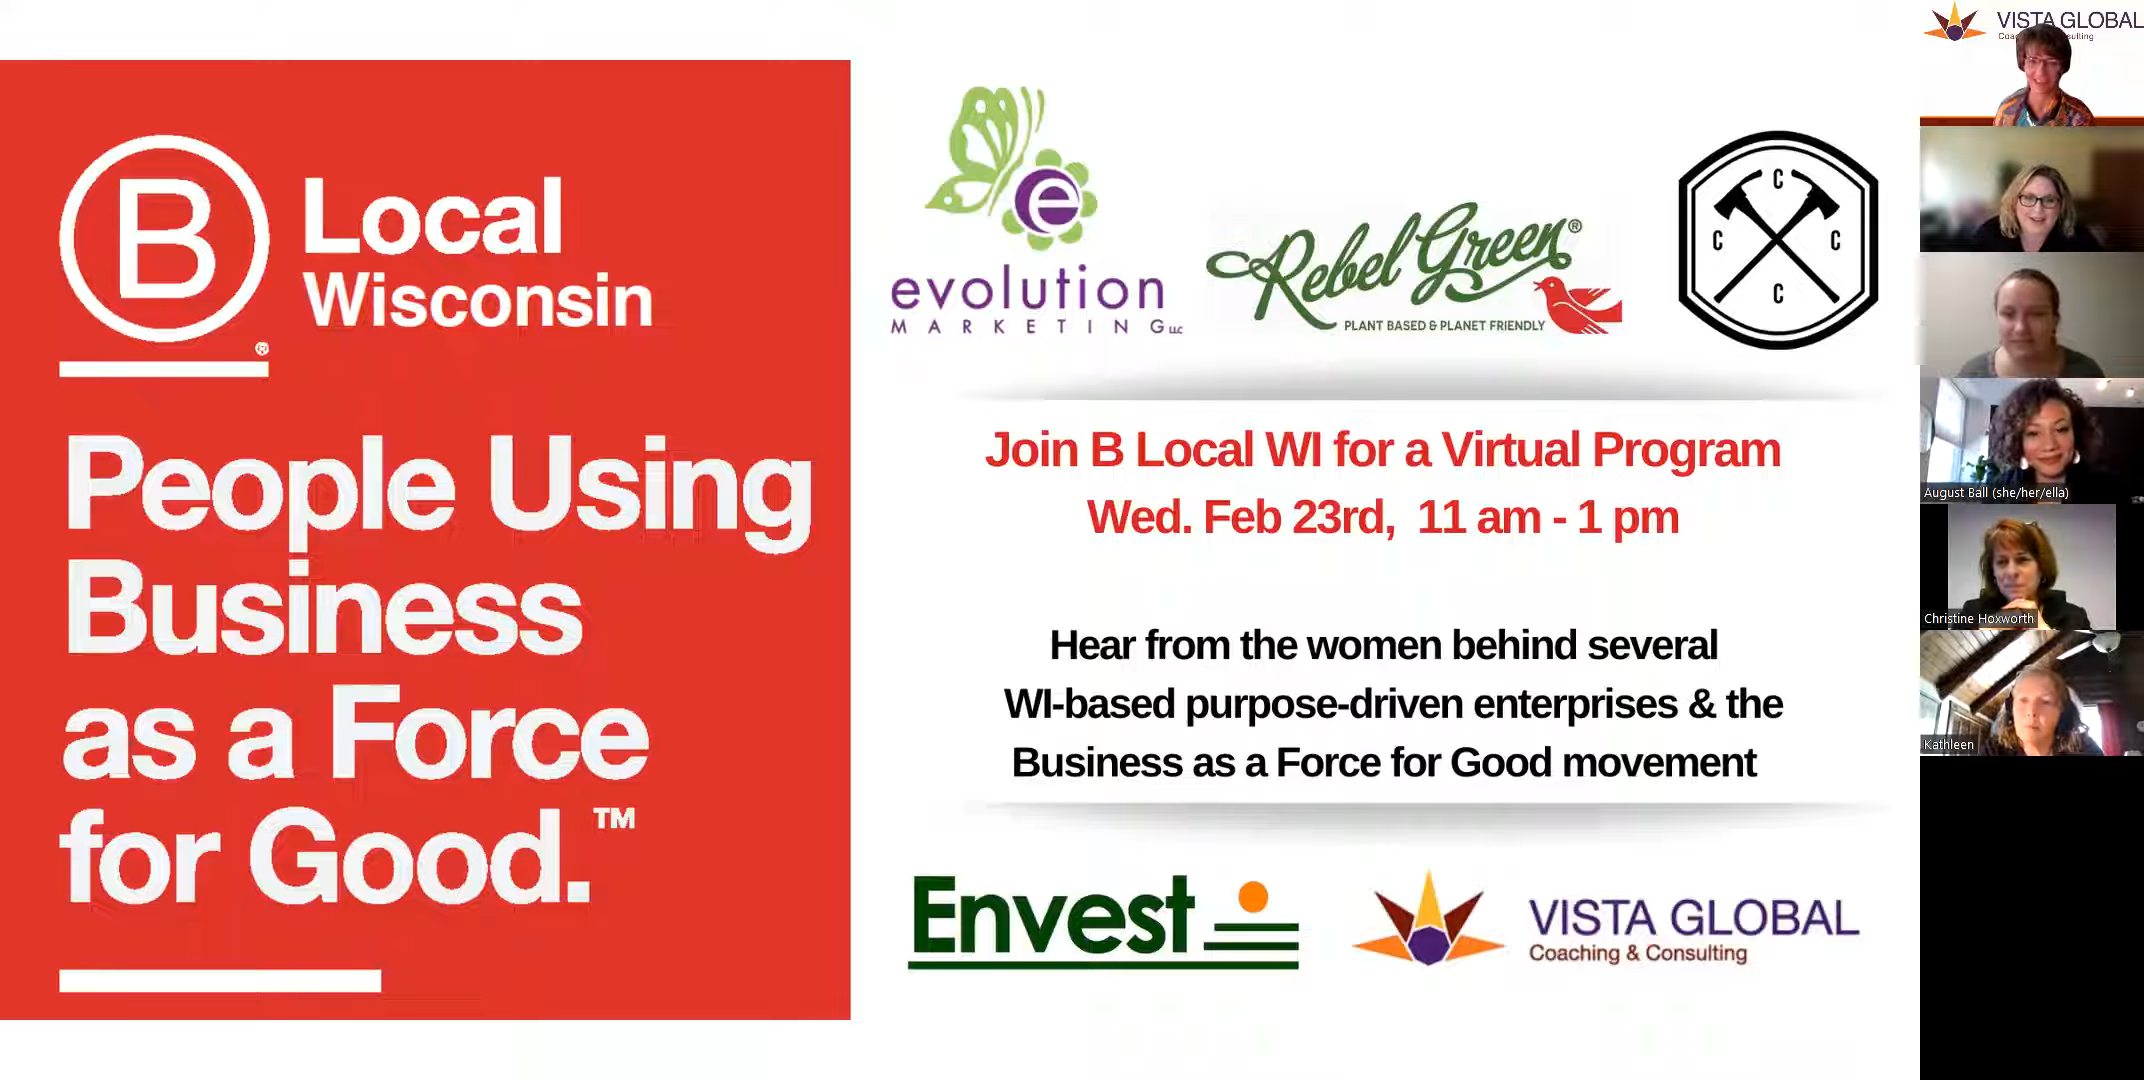 B
®
Local
Wisconsin
People Using
Business
as a Force
for Good.™
e
evolution
MARKETING LLC
Rebel Green®
PLANT BASED & PLANET FRIENDLY
C
C C
C
Join B Local WI for a Virtual Program
Wed. Feb 23rd, 11 am - 1 pm
Hear from the women behind several
WI-based purpose-driven enterprises & the
Business as a Force for Good movement
Envest
VISTA GLOBAL
Coaching & Consulting
VISTA GLOBAL
August Ball (she/her/ella)
Christine Hoxworth
Kathleen